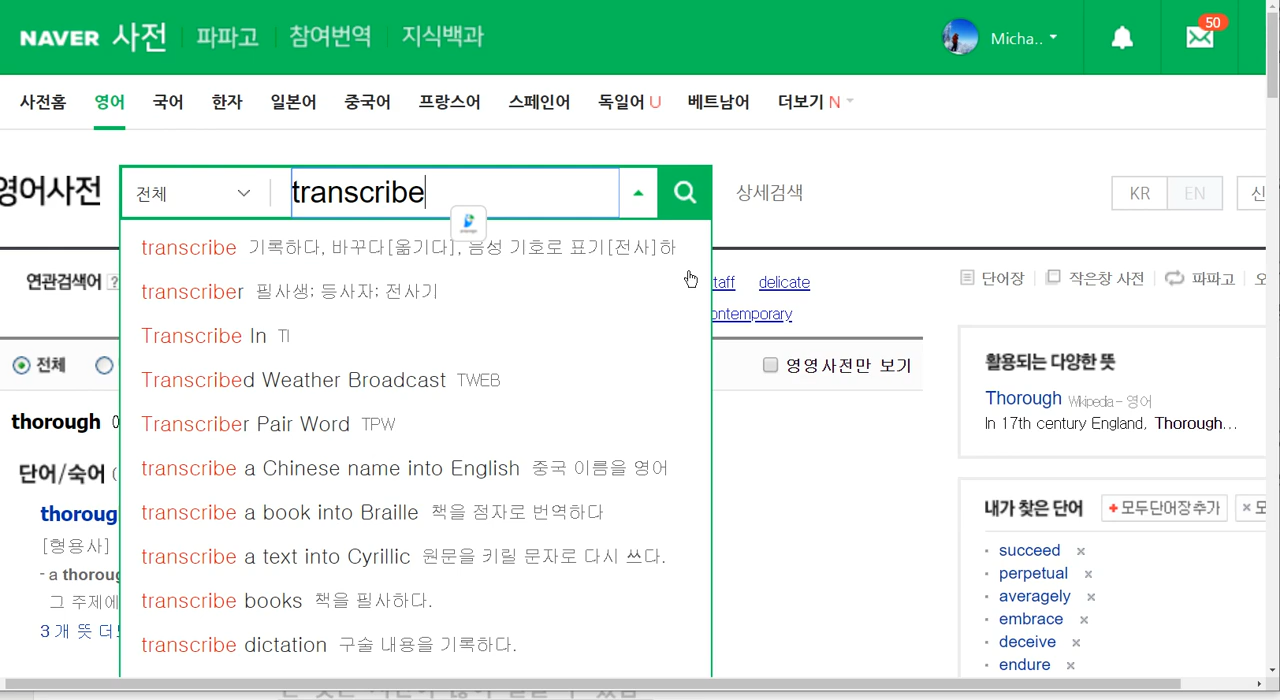 NAVER 사전 파파고 참여번역 지식백과 Micha.. 50
사전홈 영어 국어 한자 일본어 중국어 프랑스어 스페인어 독일어 U 베트남어 더보기 N
영어사전 전체 transcribe 상세검색 KR EN 신
transcribe 기록하다, 바꾸다[옮기다], 음성 기호로 표기[전사]하
연관검색어 ? taff delicate 단어장 작은창 사전 파파고 오
transcriber 필사생; 등사자; 전사기
ontemporary
Transcribe In TI
전체 영영사전만 보기 활용되는 다양한 뜻
Transcribed Weather Broadcast TWEB
Thorough Wikipedia - 영어
thorough Transcriber Pair Word TPW In 17th century England, Thorough...
단어/숙어 transcribe a Chinese name into English 중국 이름을 영어
thoroug transcribe a book into Braille 책을 점자로 번역하다 내가 찾은 단어 모두단어장추가
[형용사] transcribe a text into Cyrillic 원문을 키릴 문자로 다시 쓰다. succeed
- a thoroug perpetual
그 주제에 transcribe books 책을 필사하다. averagely
embrace
3개 뜻 더 transcribe dictation 구술 내용을 기록하다. deceive
endure